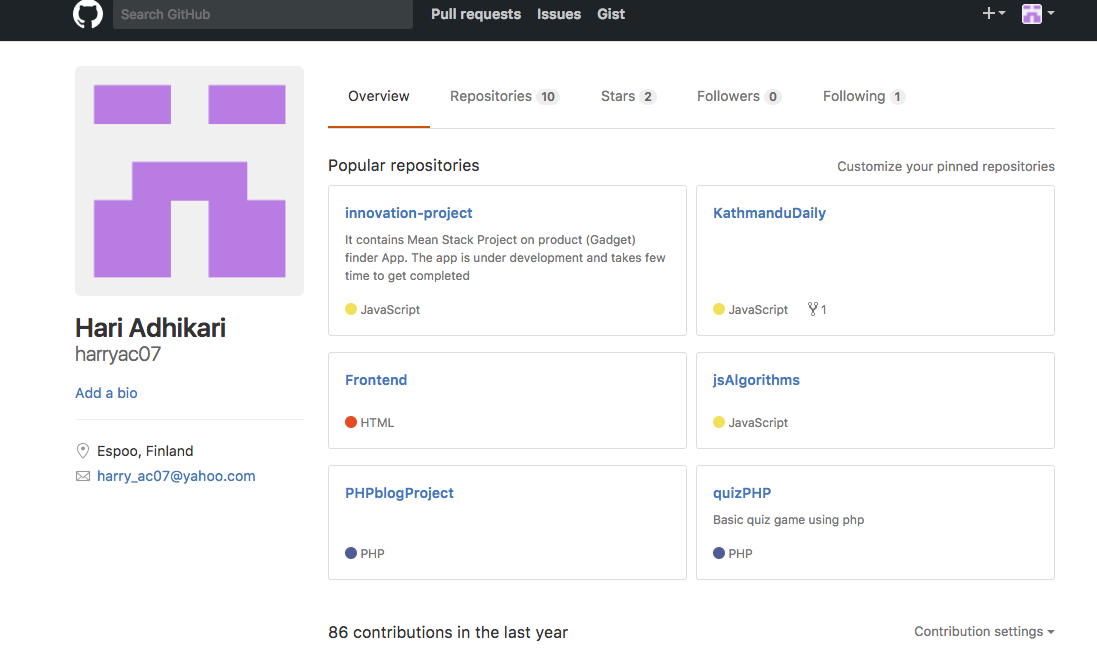 Search GitHub
Pull requests Issues Gist
Overview Repositories 10 Stars 2 Followers 0 Following 1
Popular repositories
Customize your pinned repositories
innovation-project
It contains Mean Stack Project on product (Gadget)
finder App. The app is under development and takes few
time to get completed
JavaScript
KathmanduDaily
JavaScript 1
Frontend
HTML
jsAlgorithms
JavaScript
PHPblogProject
PHP
quizPHP
Basic quiz game using php
PHP
Hari Adhikari
harryac07
Add a bio
Espoo, Finland
harry_ac07@yahoo.com
86 contributions in the last year
Contribution settings